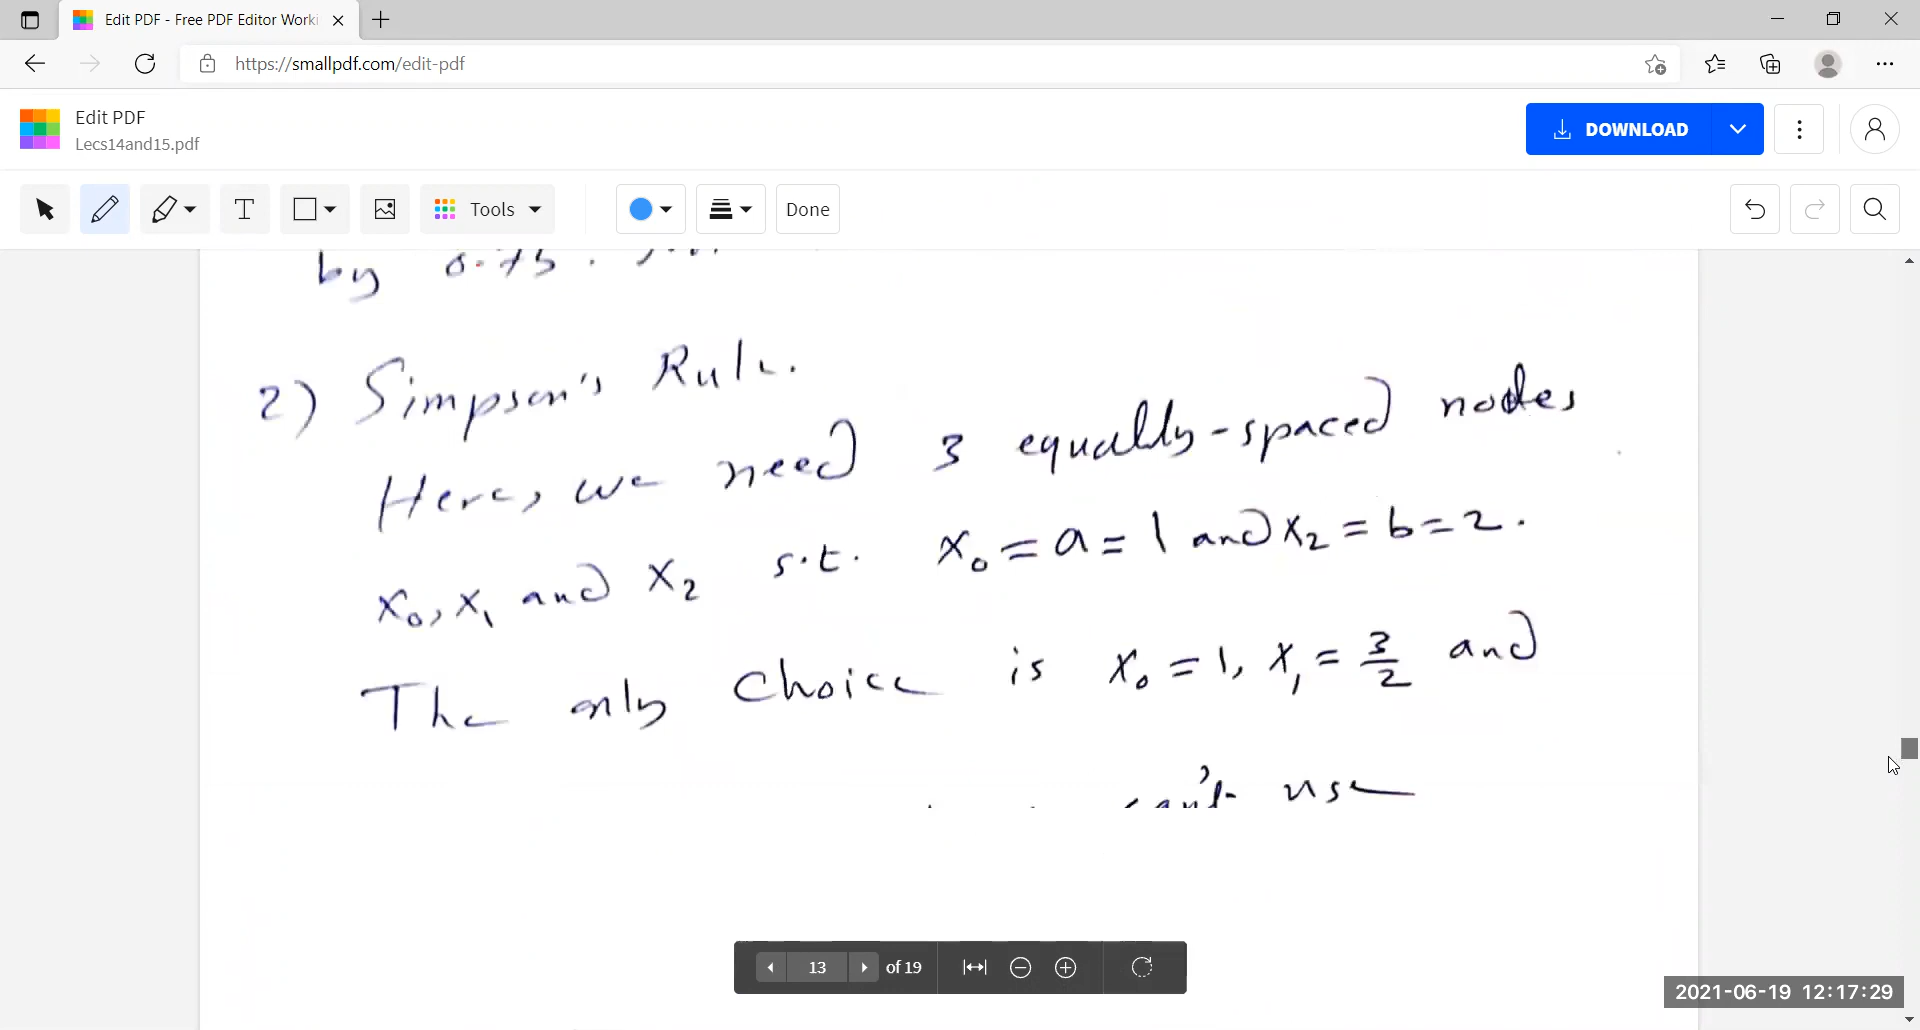 Edit PDF - Free PDF Editor Worki
https://smallpdf.com/edit-pdf
Edit PDF
Lecs14and15.pdf
DOWNLOAD
T Tools Done
by 0.75.
2) Simpson's Rule.
Here, we need 3 equally-spaced nodes
x₀, x₁ and x₂ s.t. x₀ = a = 1 and x₂ = b = 2.
The only choice is x₀ = 1, x₁ = 3/2 and
can't use
13 of 19
2021-06-19 12:17:29